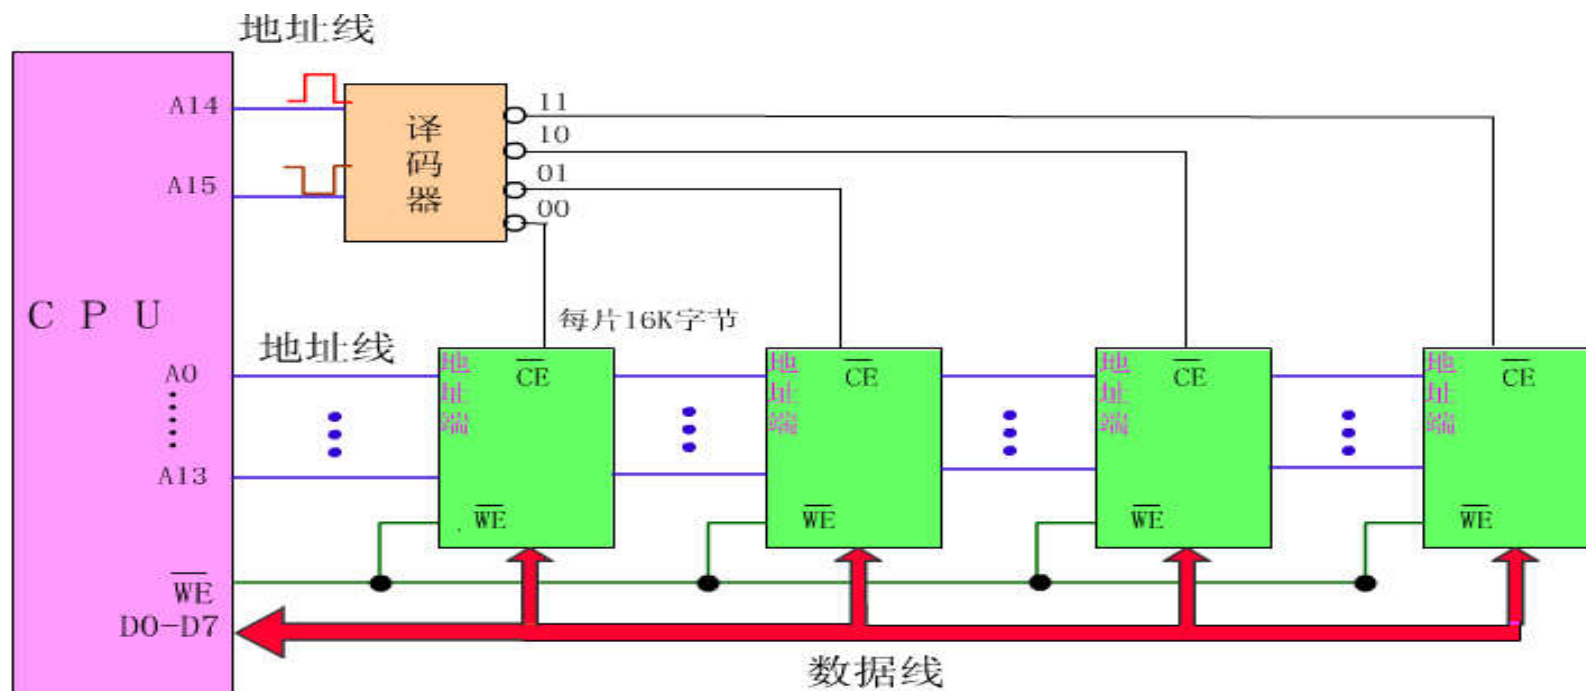 地址线
A14
11
译码器
10
A15
01
00
CPU
每片16K字节
地址线
A0
地址端
CE
地址端
CE
地址端
CE
地址端
CE
A13
WE
WE
WE
WE
WE
D0-D7
数据线